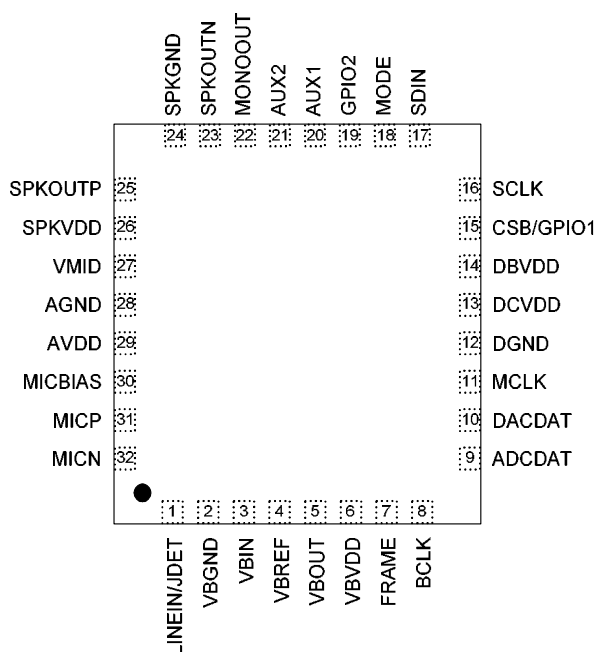 SPKGND
SPKOUTN
MONOOUT
AUX2
AUX1
GPIO2
MODE
SDIN
24 23 22 21 20 19 18 17
SPKOUTP 25 16 SCLK
SPKVDD 26 15 CSB/GPIO1
VMID 27 14 DBVDD
AGND 28 13 DCVDD
AVDD 29 12 DGND
MICBIAS 30 11 MCLK
MICP 31 10 DACDAT
MICN 32 9 ADCDAT
1 2 3 4 5 6 7 8
LINEIN/JDET
VBGND
VBIN
VBREF
VBOUT
VBVDD
FRAME
BCLK